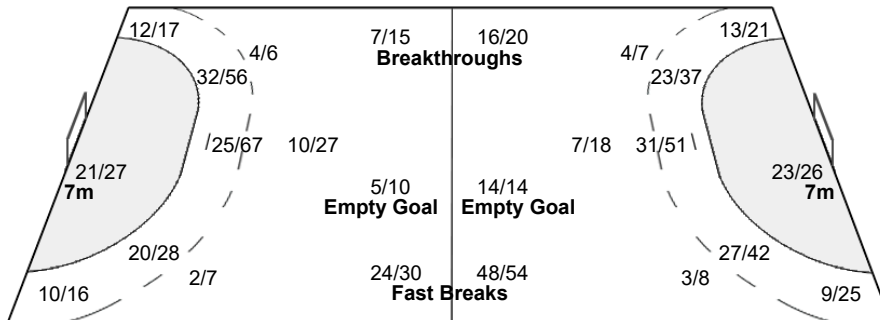 12/17 7/15 16/20 13/21
4/6 Breakthroughs 4/7
32/56 23/37
25/67 10/27 7/18 31/51
21/27 23/26
7m 5/10 14/14 7m
Empty Goal Empty Goal
20/28 27/42
2/7 24/30 48/54 3/8
10/16 Fast Breaks 9/25